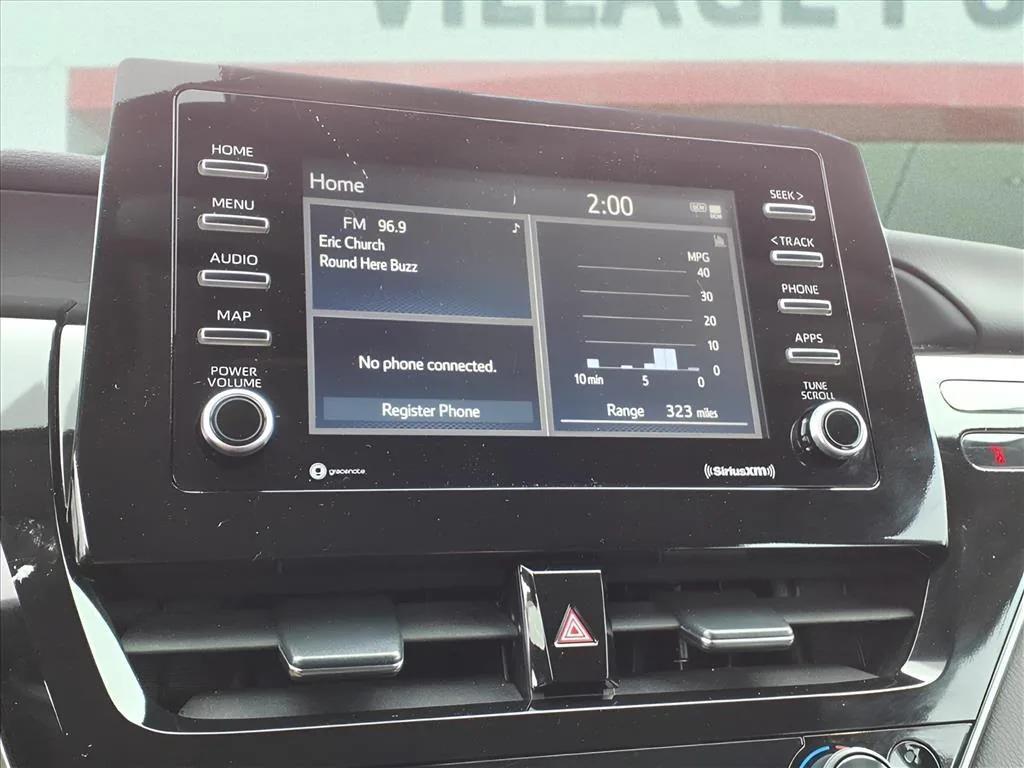 VILLAGE FO
HOME
MENU
AUDIO
MAP
POWER
VOLUME
Home
2:00
FM 96.9
Eric Church
Round Here Buzz
No phone connected.
Register Phone
MPG
40
30
20
10
0
10 min 5 0
Range 323 miles
SEEK >
< TRACK
PHONE
APPS
TUNE
SCROLL
gracenote
((SiriusXM))